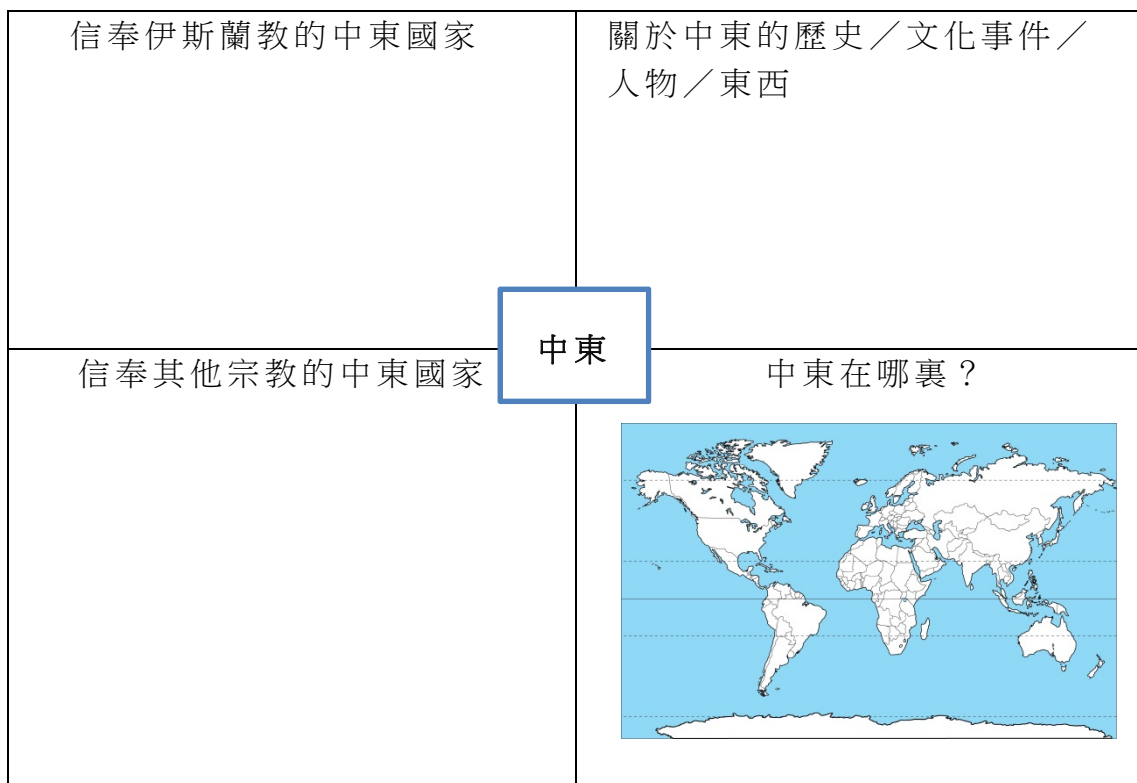 信奉伊斯蘭教的中東國家
關於中東的歷史／文化事件／
人物／東西
中東
信奉其他宗教的中東國家
中東在哪裏？